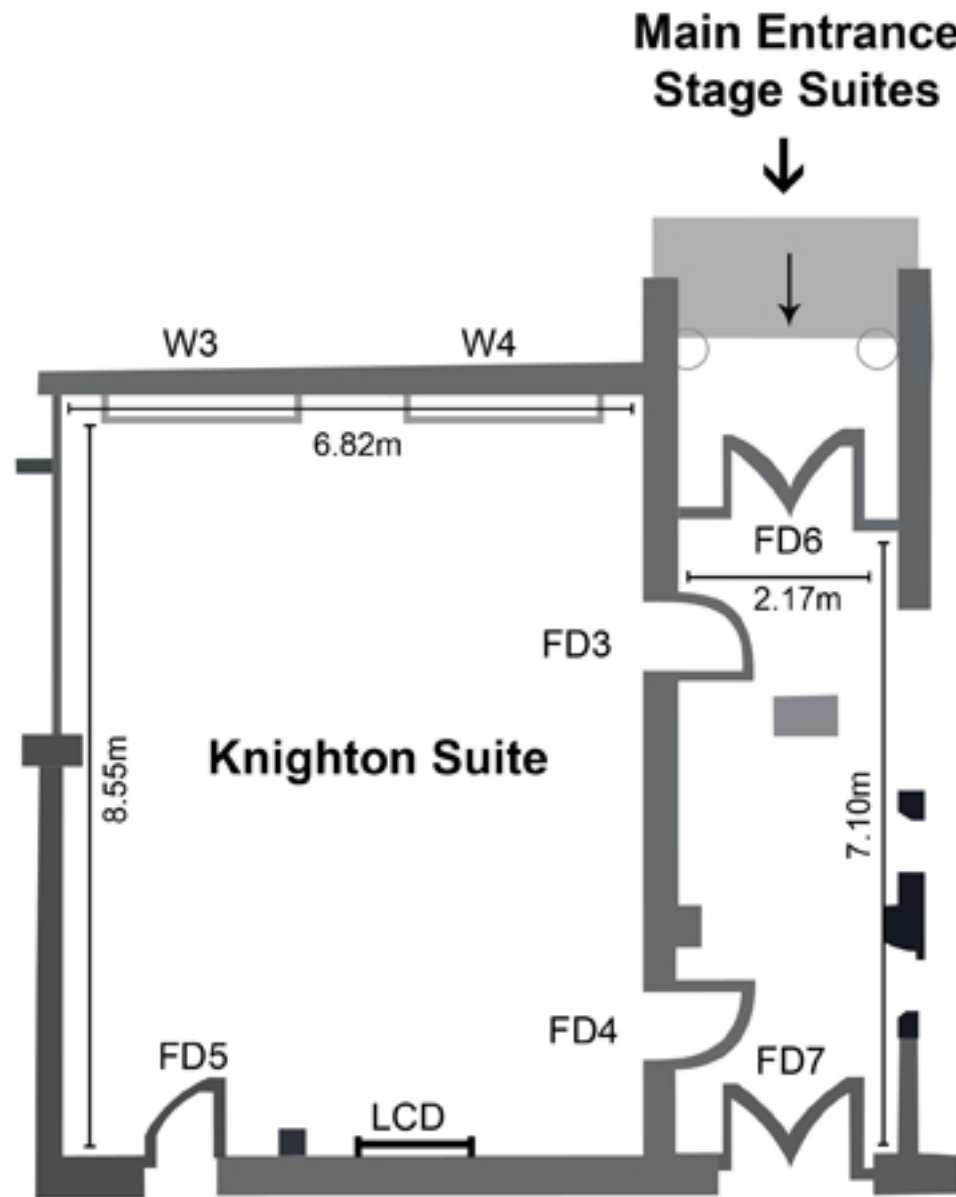 Main Entrance
Stage Suites
W3
W4
6.82m
FD6
2.17m
FD3
Knighton Suite
8.55m
7.10m
FD4
FD5
FD7
LCD